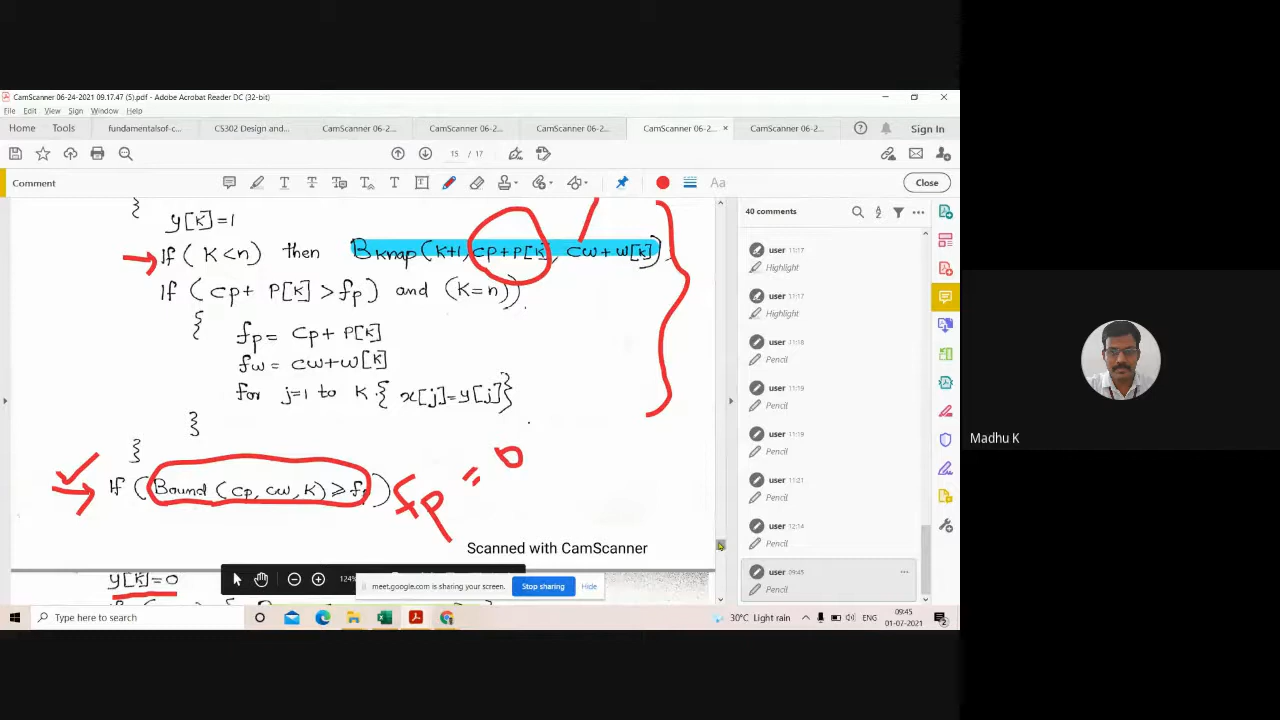 CamScanner 06-24-2021 09.17.47 (5).pdf - Adobe Acrobat Reader DC (32-bit)
File Edit View Sign Window Help
Home Tools fundamentalsof-c... CS302 Design and... CamScanner 06-2... CamScanner 06-2... CamScanner 06-2... CamScanner 06-2... × CamScanner 06-2... Sign In
15 / 17
Comment Aa Close
40 comments
}
y[k]=1
If ( K<n) then Bknap (k+1, cp+p[k], cw+w[k])
If ( cp+ p[k] >fp) and (k=n))
{ fp= cp+ p[k]
fw= cw+w[k]
for j=1 to k.{ x[j]=y[j]}
}
}
If ( Bound (cp, cw, k) ≥ fp )
fp = 0
Scanned with CamScanner
y[k]=0
124%
meet.google.com is sharing your screen. Stop sharing Hide
user 11:17
Highlight
user 11:17
Highlight
user 11:18
Pencil
user 11:19
Pencil
user 11:19
Pencil
user 11:21
Pencil
user 12:14
Pencil
user 09:45
Pencil
Type here to search
30°C Light rain ENG 09:45
01-07-2021
2
Madhu K